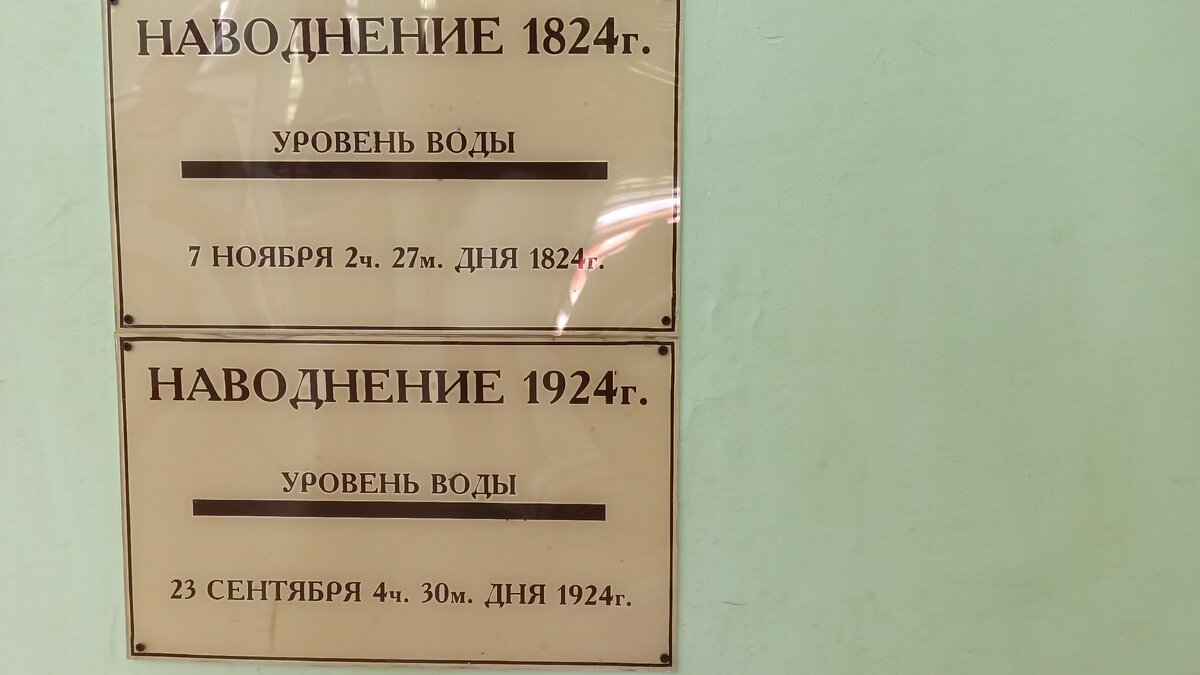 НАВОДНЕНИЕ 1824г.
УРОВЕНЬ ВОДЫ
7 НОЯБРЯ 2ч. 27м. ДНЯ 1824г.
НАВОДНЕНИЕ 1924г.
УРОВЕНЬ ВОДЫ
23 СЕНТЯБРЯ 4ч. 30м. ДНЯ 1924г.